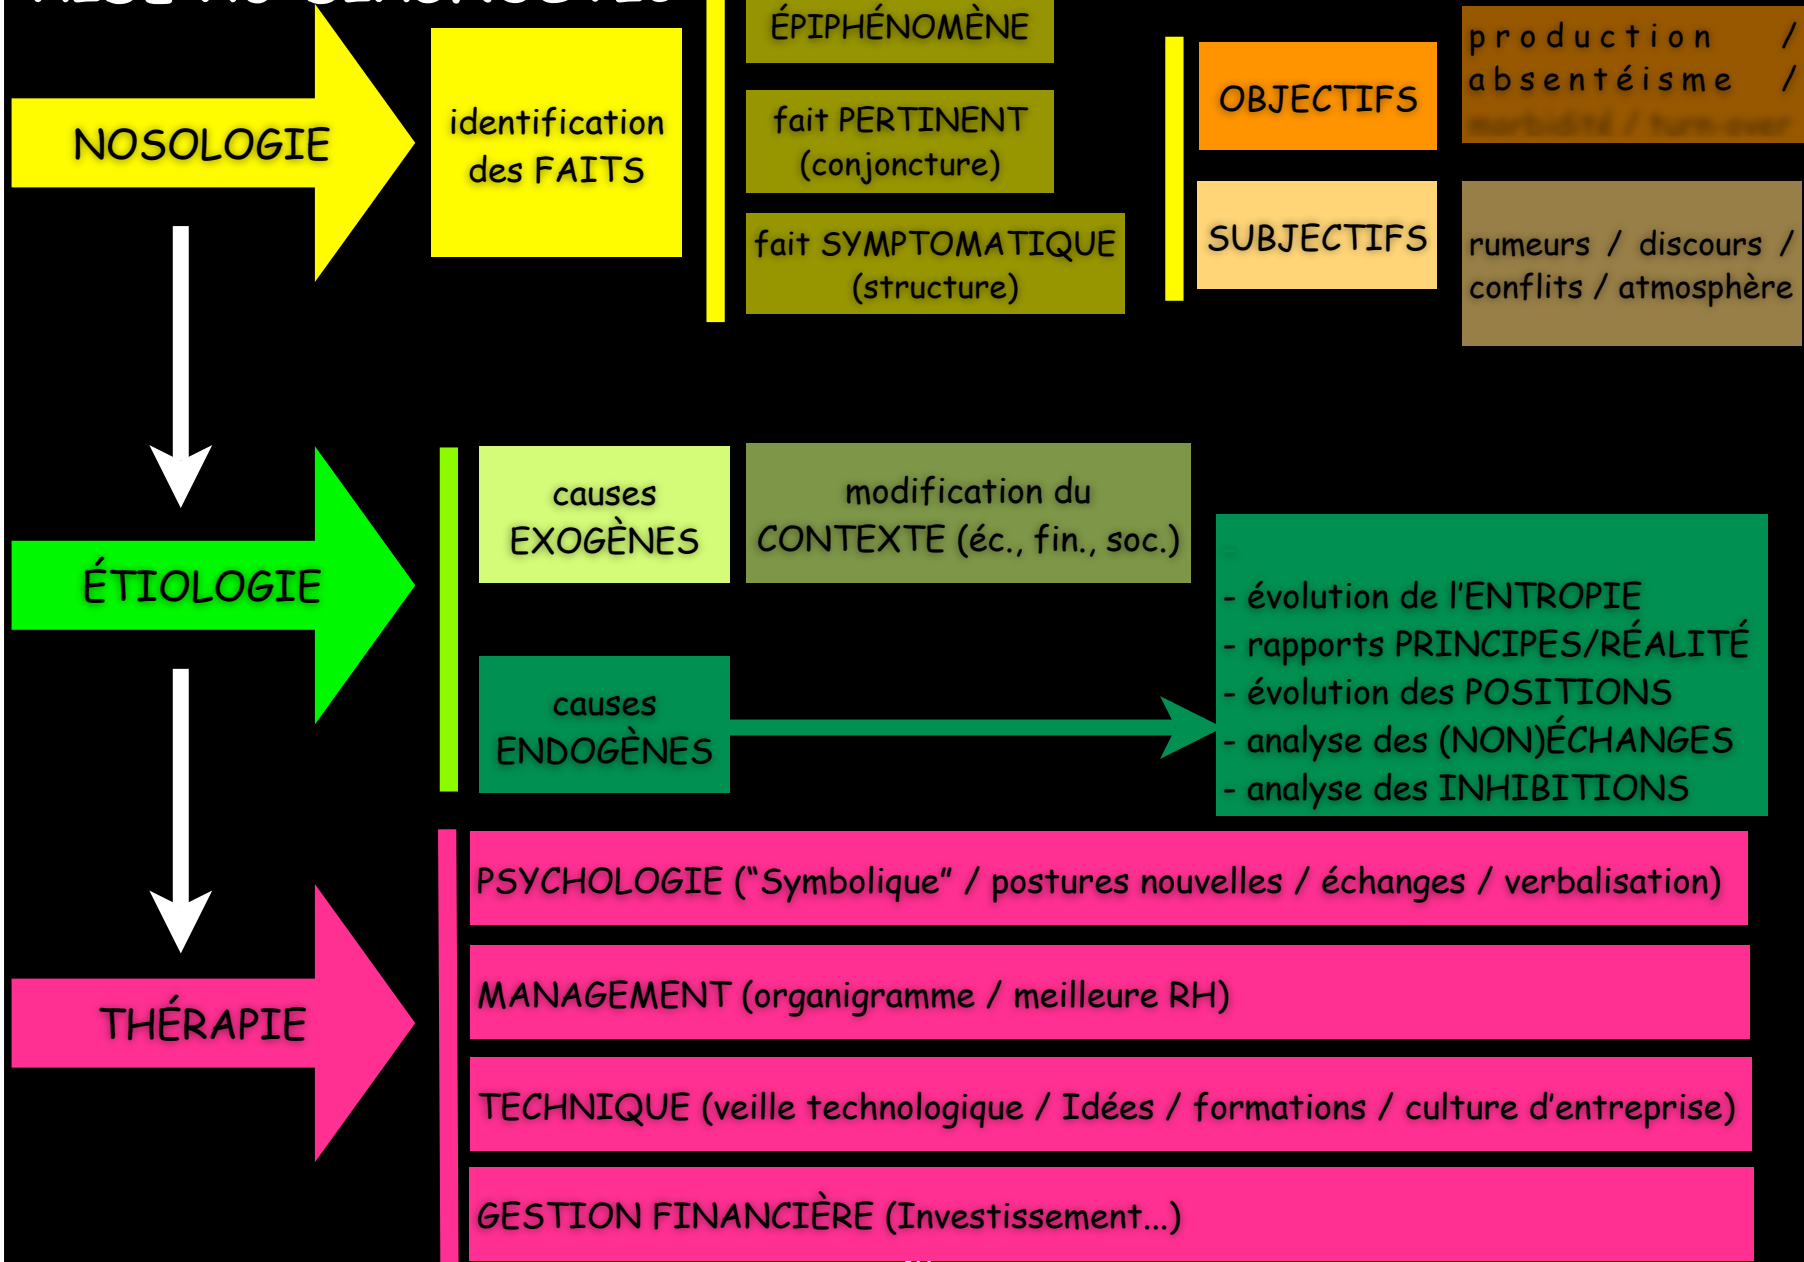 ÉPIPHÉNOMÈNE
NOSOLOGIE
identification
des FAITS
fait PERTINENT
(conjoncture)
fait SYMPTOMATIQUE
(structure)
OBJECTIFS
production /
absentéisme /
morbidité / turn-over
SUBJECTIFS
rumeurs / discours /
conflits / atmosphère
ÉTIOLOGIE
causes
EXOGÈNES
modification du
CONTEXTE (éc., fin., soc.)
causes
ENDOGÈNES
-
- évolution de l'ENTROPIE
- rapports PRINCIPES/RÉALITÉ
- évolution des POSITIONS
- analyse des (NON)ÉCHANGES
- analyse des INHIBITIONS
THÉRAPIE
PSYCHOLOGIE (“Symbolique” / postures nouvelles / échanges / verbalisation)
MANAGEMENT (organigramme / meilleure RH)
TECHNIQUE (veille technologique / Idées / formations / culture d'entreprise)
GESTION FINANCIÈRE (Investissement...)